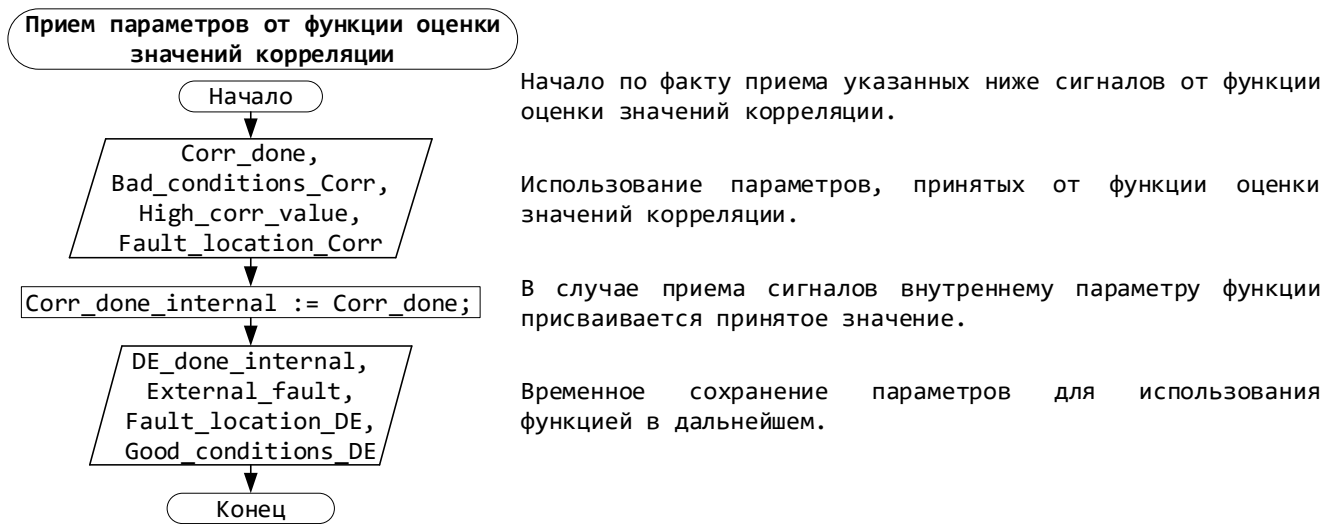 Прием параметров от функции оценки
значений корреляции
Начало
Начало по факту приема указанных ниже сигналов от функции
оценки значений корреляции.
Corr_done,
Bad_conditions_Corr,
High_corr_value,
Fault_location_Corr
Использование параметров, принятых от функции оценки
значений корреляции.
Corr_done_internal := Corr_done;
В случае приема сигналов внутреннему параметру функции
присваивается принятое значение.
DE_done_internal,
External_fault,
Fault_location_DE,
Good_conditions_DE
Временное сохранение параметров для использования
функцией в дальнейшем.
Конец